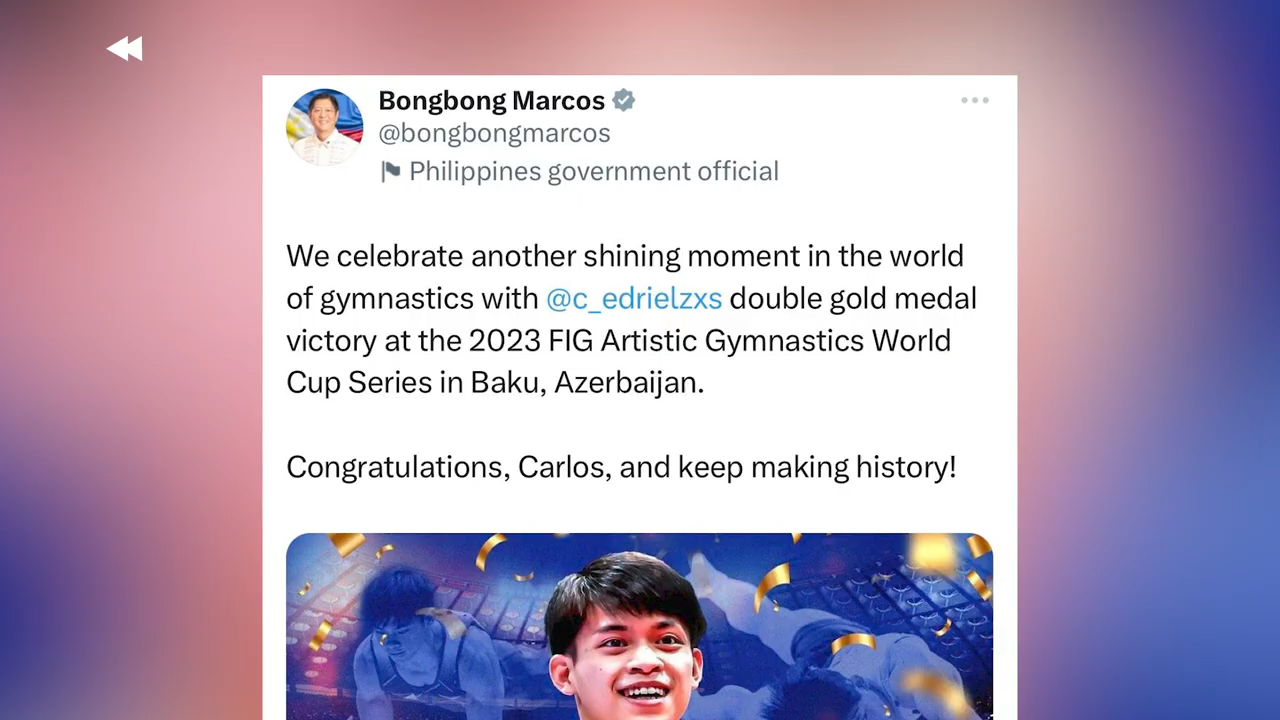 Bongbong Marcos
@bongbongmarcos
Philippines government official
We celebrate another shining moment in the world
of gymnastics with @c_edrielzxs double gold medal
victory at the 2023 FIG Artistic Gymnastics World
Cup Series in Baku, Azerbaijan.
Congratulations, Carlos, and keep making history!